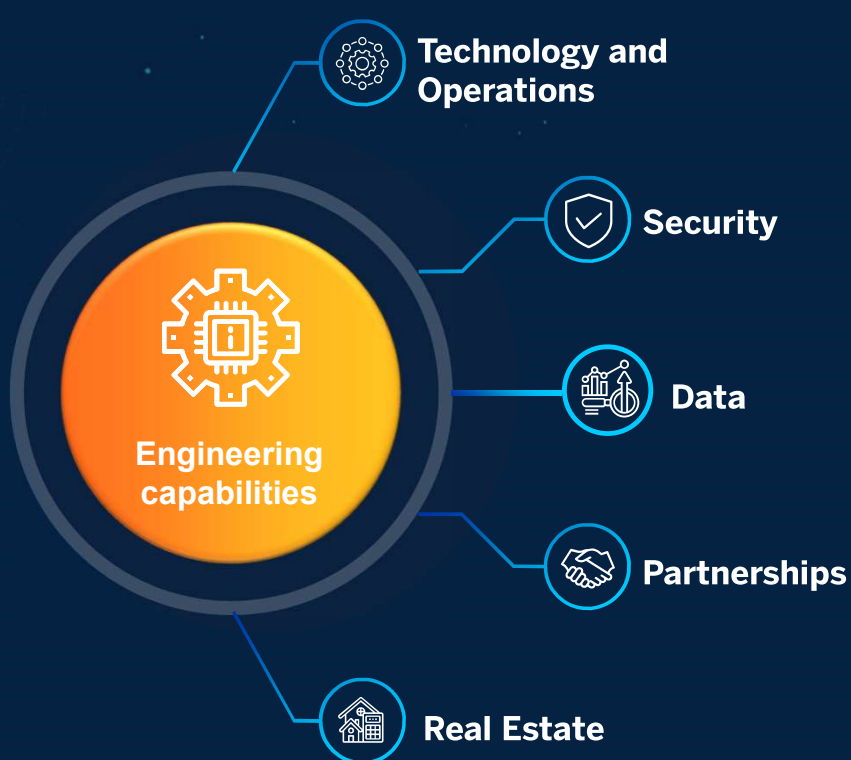 Technology and
Operations
Security
Engineering
capabilities
Data
Partnerships
Real Estate